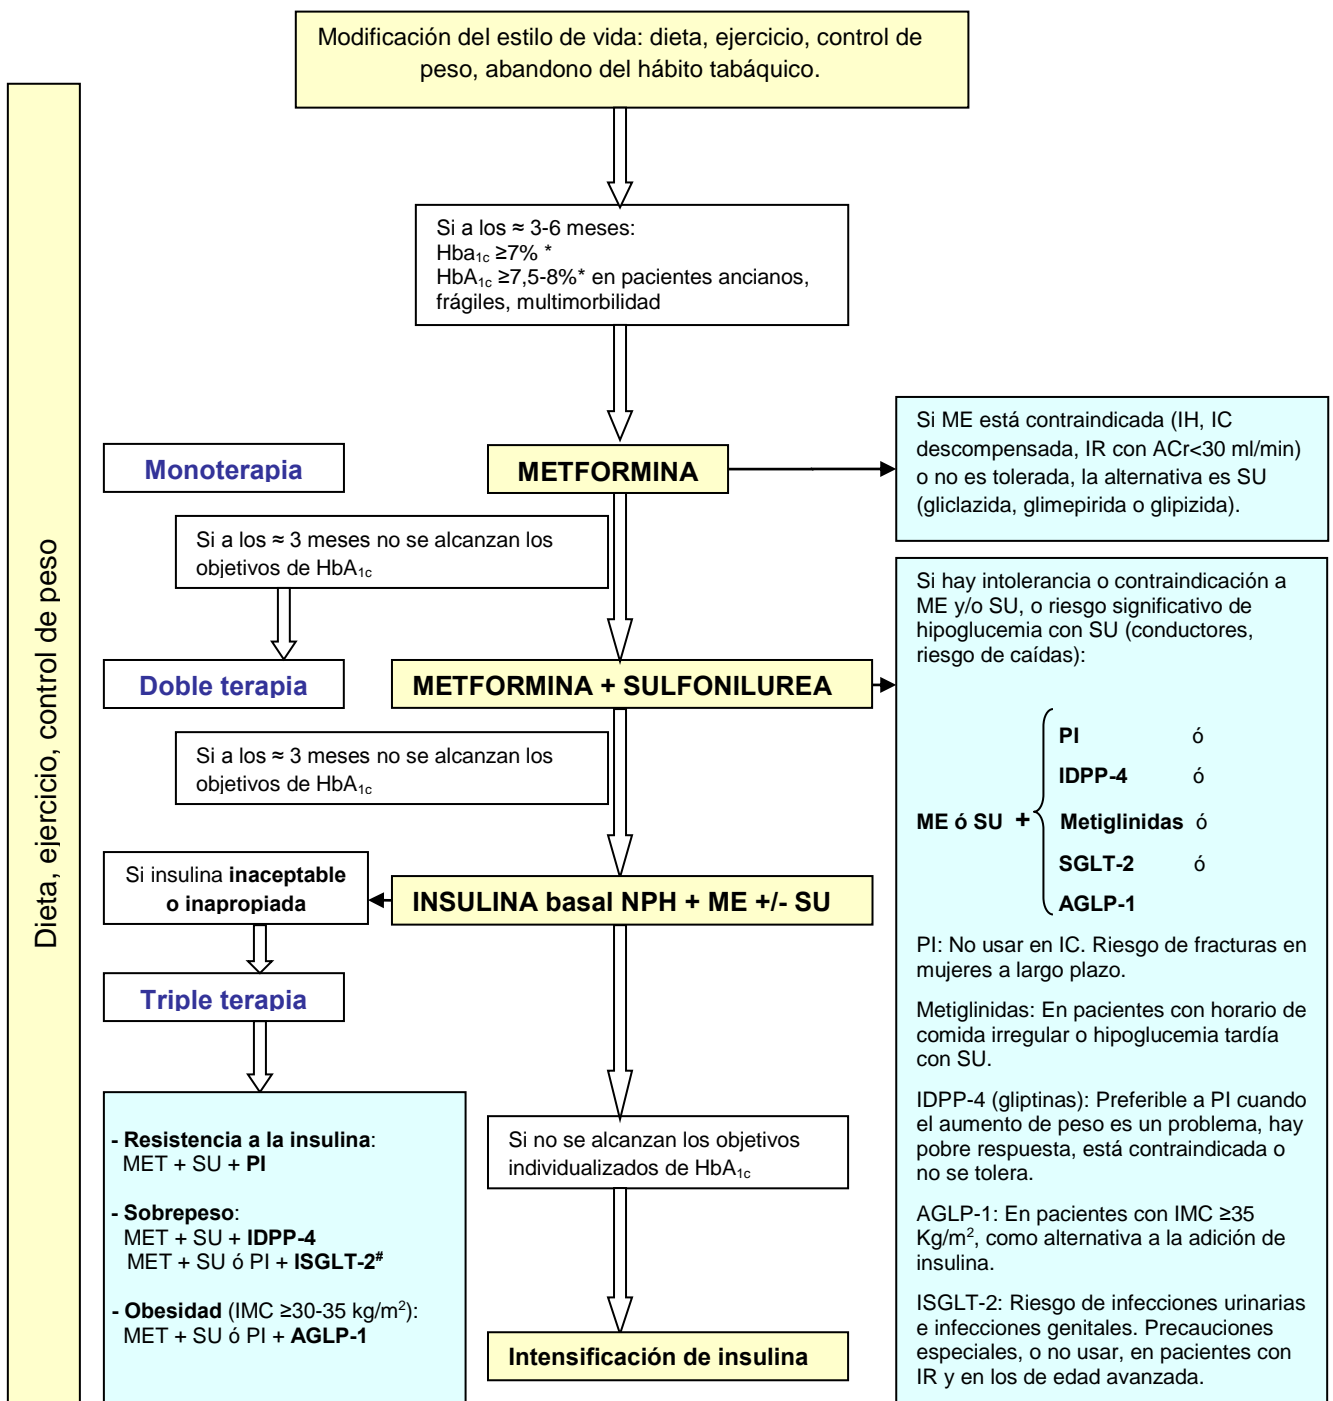 Modificación del estilo de vida: dieta, ejercicio, control de
peso, abandono del hábito tabáquico.
Dieta, ejercicio, control de peso
Si a los ≈ 3-6 meses:
Hba1c ≥7% *
HbA1c ≥7,5-8%* en pacientes ancianos,
frágiles, multimorbilidad
Monoterapia
METFORMINA
Si ME está contraindicada (IH, IC
descompensada, IR con ACr<30 ml/min)
o no es tolerada, la alternativa es SU
(gliclazida, glimepirida o glipizida).
Si a los ≈ 3 meses no se alcanzan los
objetivos de HbA1c
Doble terapia
METFORMINA + SULFONILUREA
Si hay intolerancia o contraindicación a
ME y/o SU, o riesgo significativo de
hipoglucemia con SU (conductores,
riesgo de caídas):
PI ó
IDPP-4 ó
ME ó SU + Metiglinidas ó
SGLT-2 ó
AGLP-1
PI: No usar en IC. Riesgo de fracturas en
mujeres a largo plazo.
Metiglinidas: En pacientes con horario de
comida irregular o hipoglucemia tardía
con SU.
IDPP-4 (gliptinas): Preferible a PI cuando
el aumento de peso es un problema, hay
pobre respuesta, está contraindicada o
no se tolera.
AGLP-1: En pacientes con IMC ≥35
Kg/m2, como alternativa a la adición de
insulina.
ISGLT-2: Riesgo de infecciones urinarias
e infecciones genitales. Precauciones
especiales, o no usar, en pacientes con
IR y en los de edad avanzada.
Si a los ≈ 3 meses no se alcanzan los
objetivos de HbA1c
Si insulina inaceptable
o inapropiada
INSULINA basal NPH + ME +/- SU
Triple terapia
- Resistencia a la insulina:
MET + SU + PI
- Sobrepeso:
MET + SU + IDPP-4
MET + SU ó PI + ISGLT-2#
- Obesidad (IMC ≥30-35 kg/m2):
MET + SU ó PI + AGLP-1
Si no se alcanzan los objetivos
individualizados de HbA1c
Intensificación de insulina